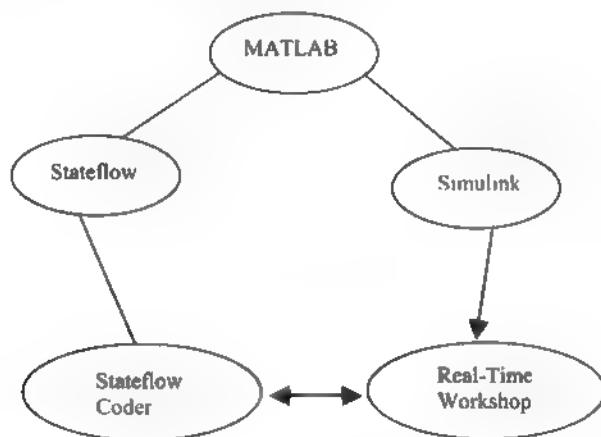 MATLAB
Stateflow
Simulink
Stateflow
Coder
Real-Time
Workshop